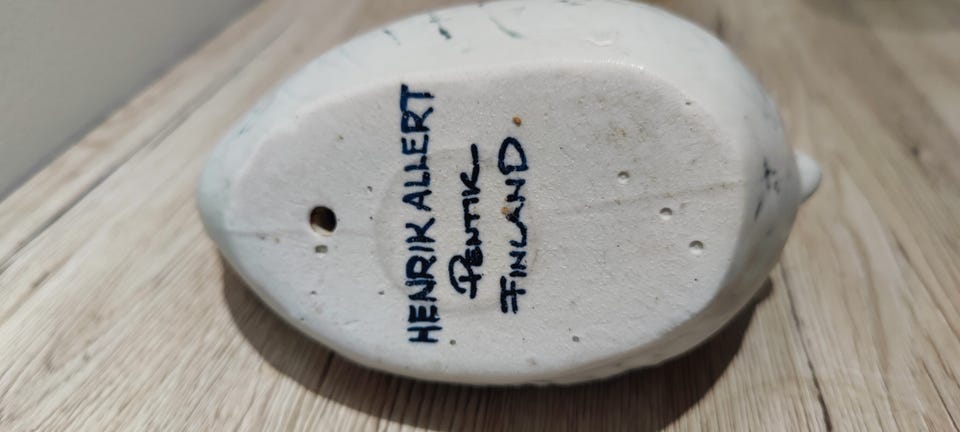 HENRIK ALLERT
PENTIK
FINLAND.